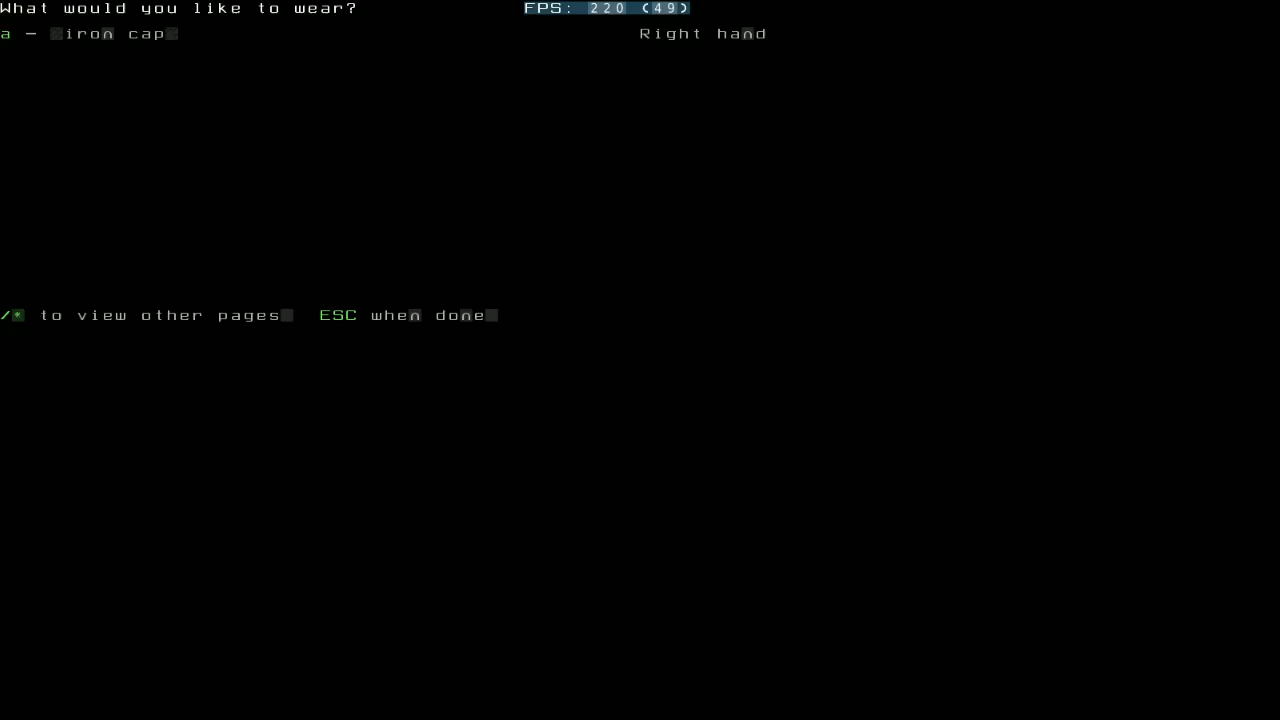 What would you like to wear? FPS: 220 (49)
a - iron cap Right hand
/* to view other pages ESC when done